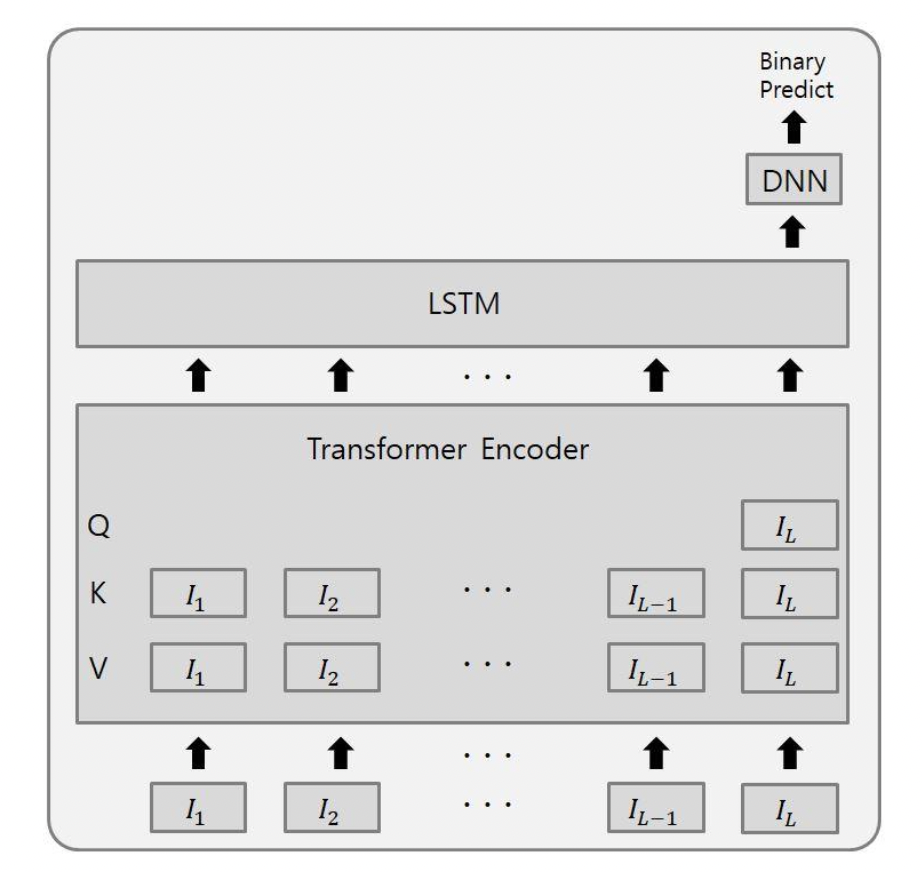 Binary
Predict
DNN
LSTM
. . .
Transformer Encoder
Q I_L
K I_1 I_2 . . . I_{L-1} I_L
V I_1 I_2 . . . I_{L-1} I_L
. . .
I_1 I_2 . . . I_{L-1} I_L